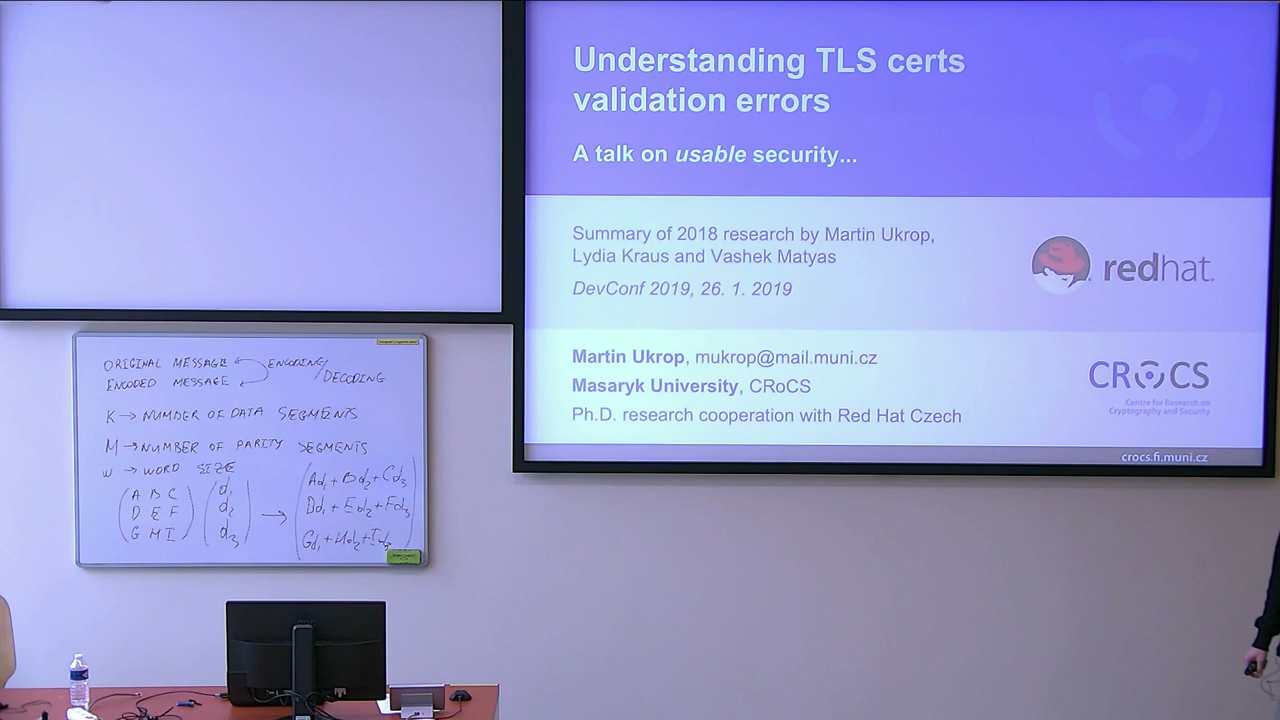 Understanding TLS certs
validation errors
A talk on usable security...
Summary of 2018 research by Martin Ukrop,
Lydia Kraus and Vashek Matyas
DevConf 2019, 26. 1. 2019
redhat.
Martin Ukrop, mukrop@mail.muni.cz
Masaryk University, CRoCS
Ph.D. research cooperation with Red Hat Czech
CROCS
Centre for Research on
Cryptography and Security
crocs.fi.muni.cz
ORIGINAL MESSAGE ENCODING/
ENCODED MESSAGE DECODING
K → NUMBER OF DATA SEGMENTS
M → NUMBER OF PARITY SEGMENTS
W → WORD SIZE
A B C d1 Ad1 + Bd2 + Cd3
D E F d2 → Dd1 + Ed2 + Fd3
G H I d3 Gd1 + Hd2 + Id3